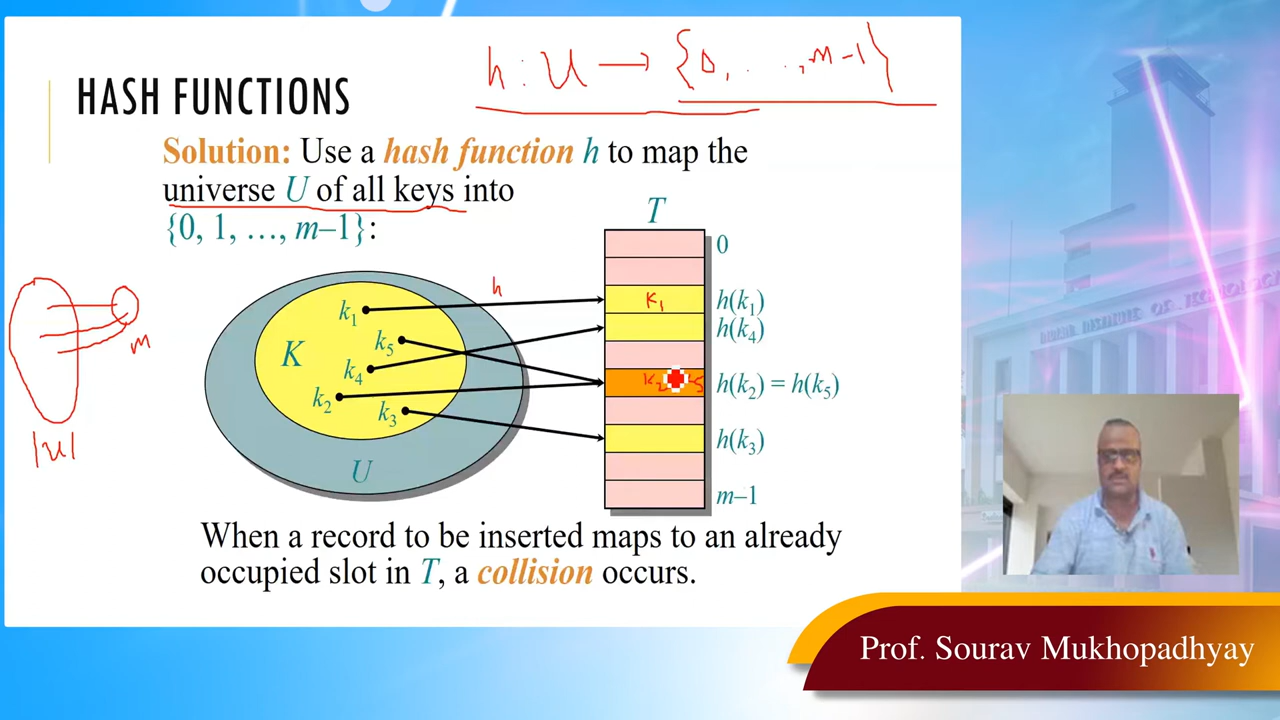 h : U → {0, . . ., m-1}
HASH FUNCTIONS
Solution: Use a hash function h to map the
universe U of all keys into
{0, 1, …, m–1}:
T
0
h
k₁
K₁
h(k₁)
h(k₄)
k₅
K
k₄
m
k₂
K₂
5
h(k₂) = h(k₅)
k₃
h(k₃)
|U|
U
m–1
When a record to be inserted maps to an already
occupied slot in T, a collision occurs.
Prof. Sourav Mukhopadhyay